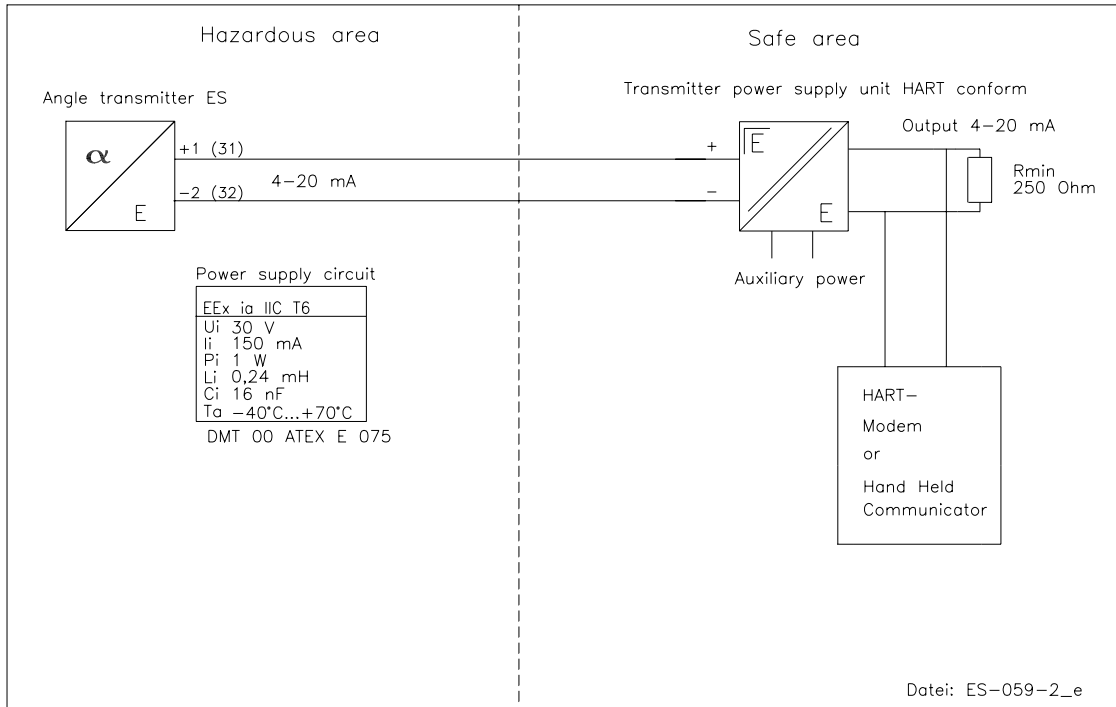 Hazardous area
Safe area
Angle transmitter ES
+1 (31)
4-20 mA
-2 (32)
α
E
Transmitter power supply unit HART conform
+
-
E
E
Output 4-20 mA
Rmin
250 Ohm
Auxiliary power
Power supply circuit
EEx ia IIC T6
Ui 30 V
Ii 150 mA
Pi 1 W
Li 0,24 mH
Ci 16 nF
Ta -40°C...+70°C
DMT 00 ATEX E 075
HART-
Modem
or
Hand Held
Communicator
Datei: ES-059-2_e